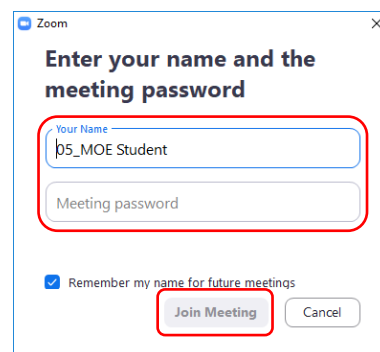 Zoom
Enter your name and the
meeting password
Your Name
05_MOE Student
Meeting password
Remember my name for future meetings
Join Meeting
Cancel